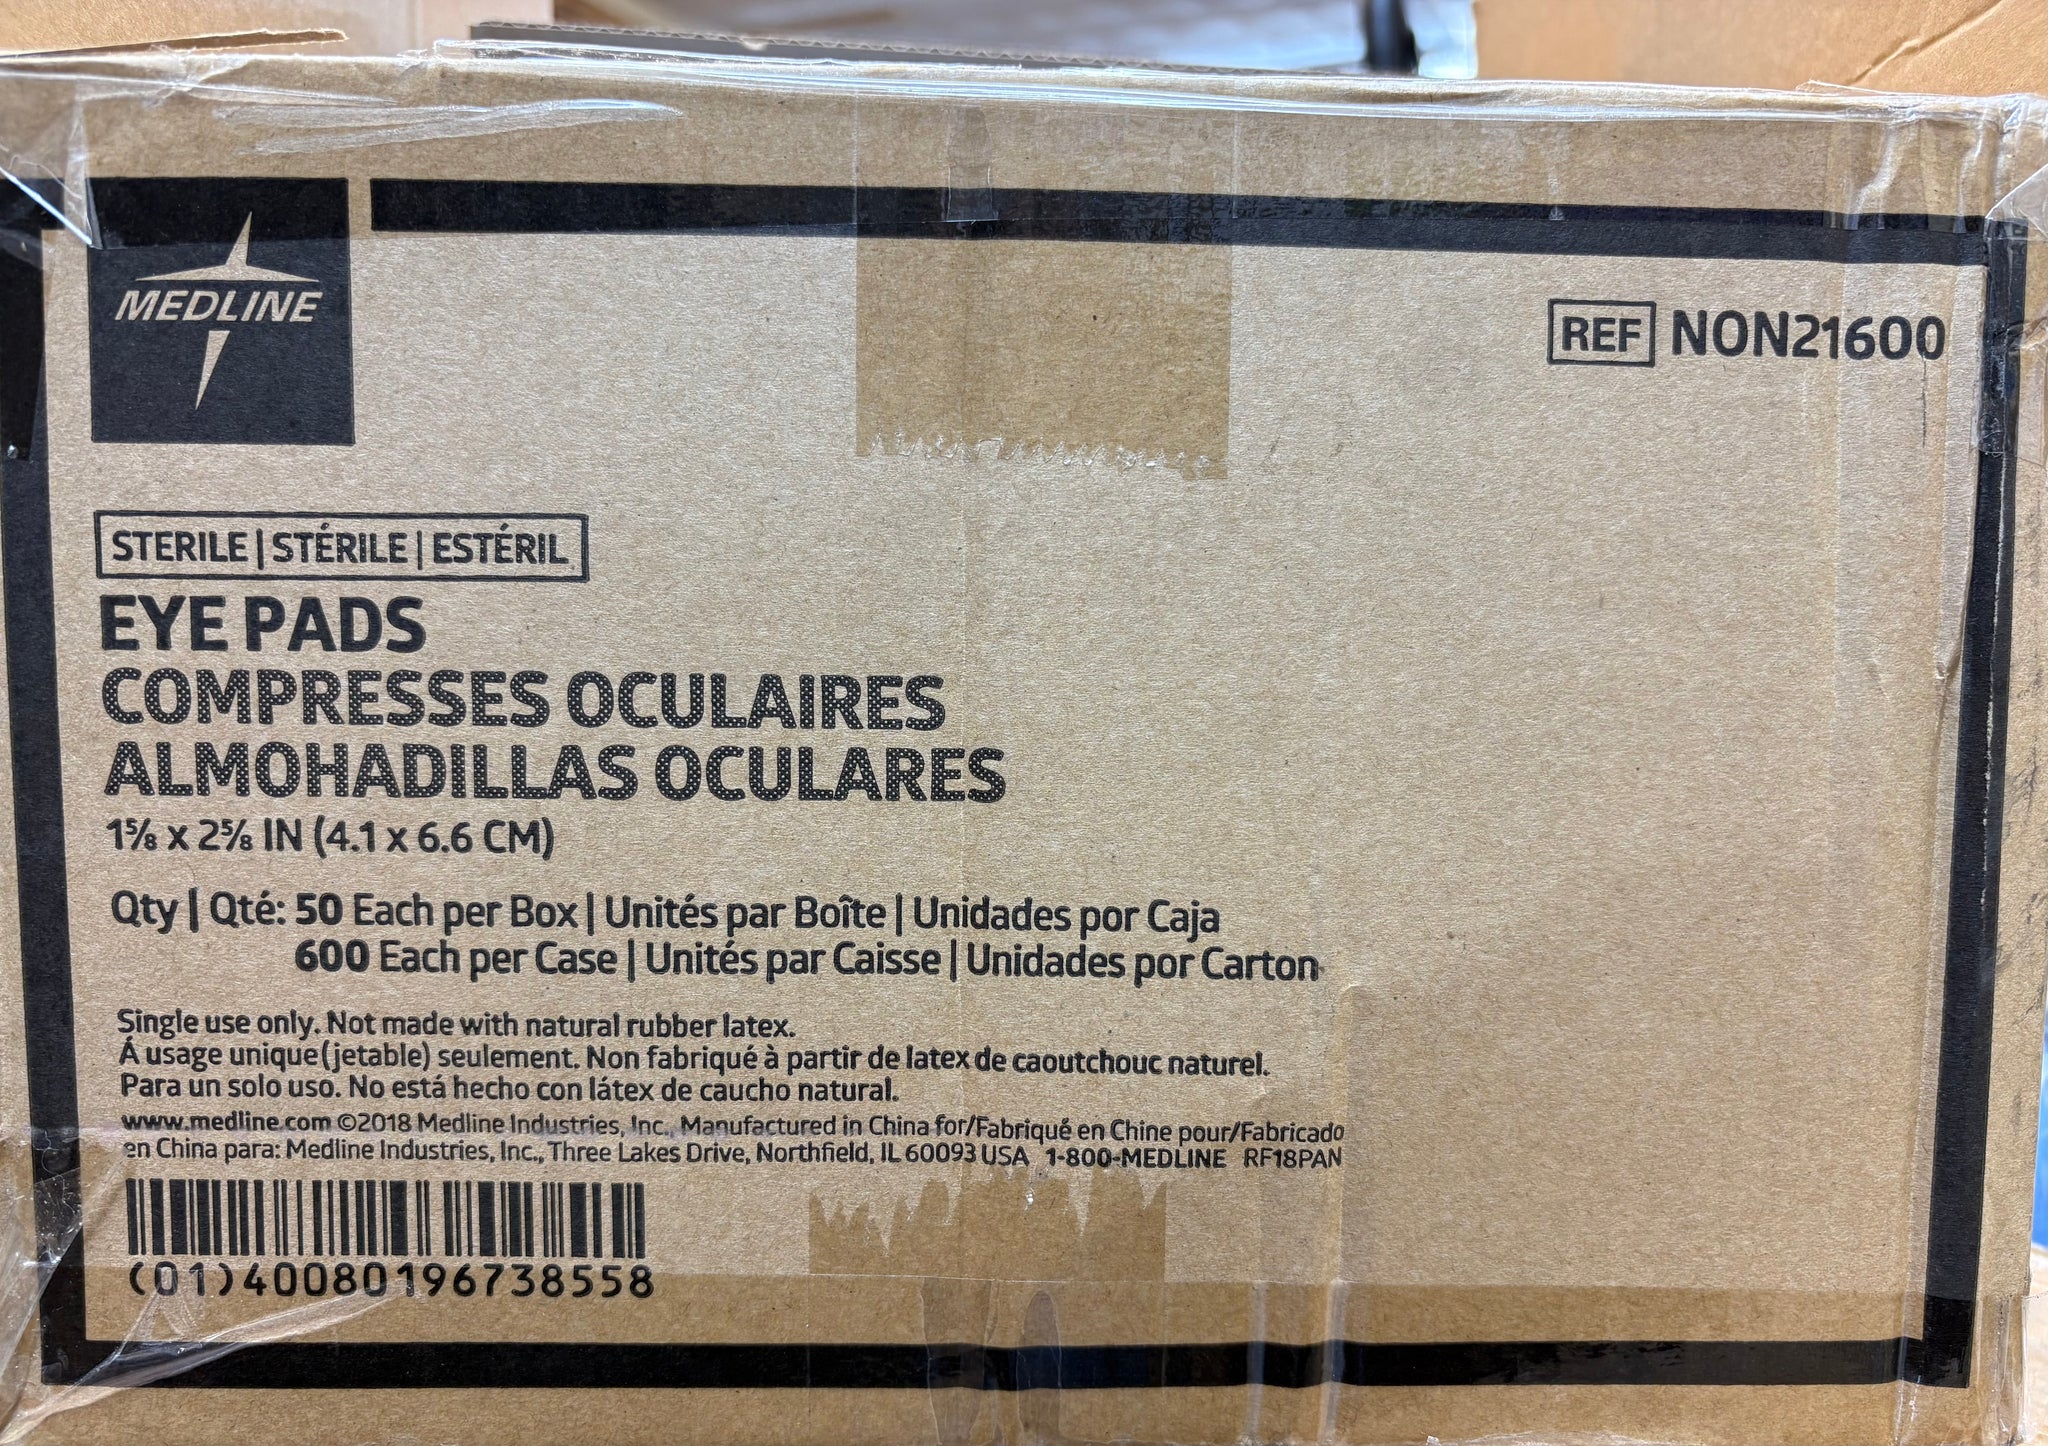 MEDLINE
REF NON21600
STERILE | STÉRILE | ESTÉRIL
EYE PADS
COMPRESSES OCULAIRES
ALMOHADILLAS OCULARES
1⅝ x 2⅝ IN (4.1 x 6.6 CM)
Qty | Qté: 50 Each per Box | Unités par Boîte | Unidades por Caja
600 Each per Case | Unités par Caisse | Unidades por Carton
Single use only. Not made with natural rubber latex.
Á usage unique (jetable) seulement. Non fabriqué à partir de latex de caoutchouc naturel.
Para un solo uso. No está hecho con látex de caucho natural.
www.medline.com ©2018 Medline Industries, Inc., Manufactured in China for/Fabriqué en Chine pour/Fabricado
en China para: Medline Industries, Inc., Three Lakes Drive, Northfield, IL 60093 USA 1-800-MEDLINE RF18PAN
(01)40080196738558